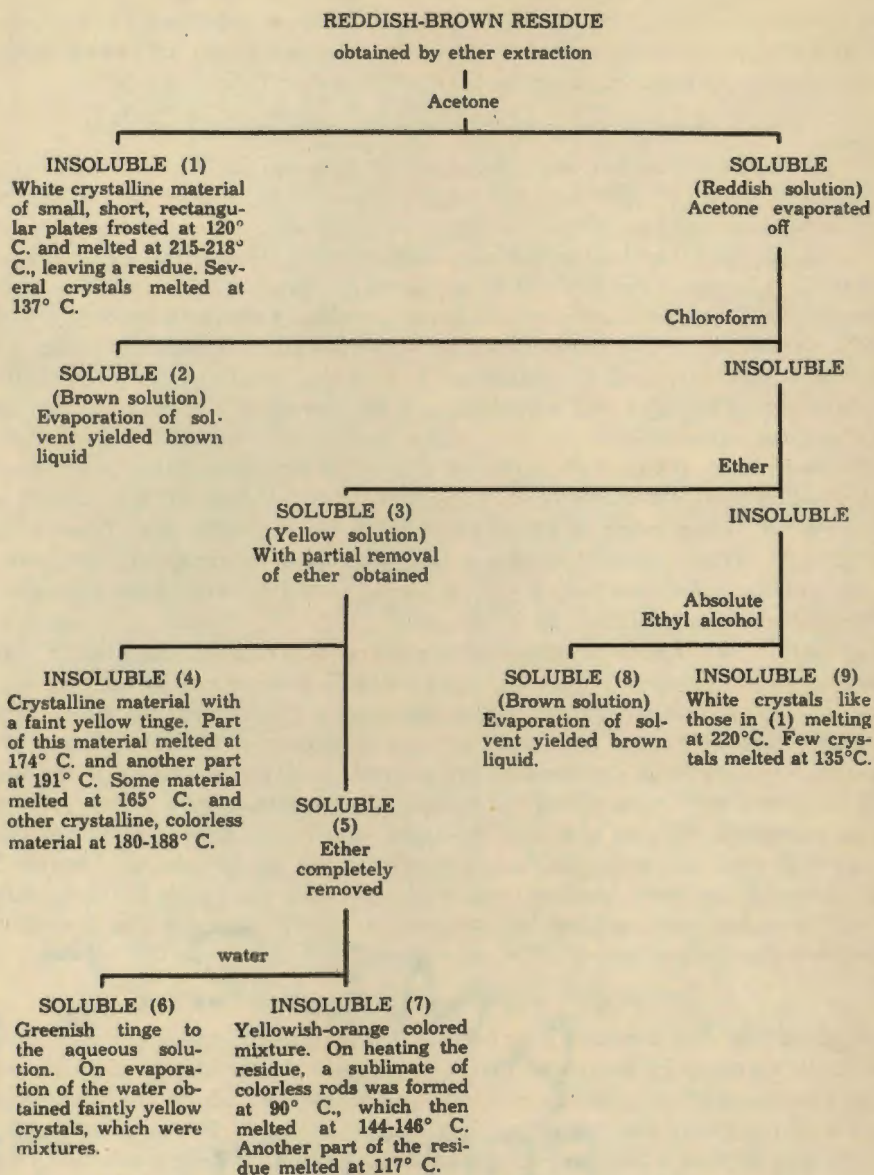 REDDISH-BROWN RESIDUE
obtained by ether extraction
Acetone
INSOLUBLE (1)
White crystalline material
of small, short, rectangu-
lar plates frosted at 120°
C. and melted at 215-218°
C., leaving a residue. Sev-
eral crystals melted at
137° C.
SOLUBLE
(Reddish solution)
Acetone evaporated
off
Chloroform
SOLUBLE (2)
(Brown solution)
Evaporation of sol-
vent yielded brown
liquid
INSOLUBLE
Ether
SOLUBLE (3)
(Yellow solution)
With partial removal
of ether obtained
INSOLUBLE
Absolute
Ethyl alcohol
INSOLUBLE (4)
Crystalline material with
a faint yellow tinge. Part
of this material melted at
174° C. and another part
at 191° C. Some material
melted at 165° C. and
other crystalline, colorless
material at 180-188° C.
SOLUBLE (8)
(Brown solution)
Evaporation of sol-
vent yielded brown
liquid.
INSOLUBLE (9)
White crystals like
those in (1) melting
at 220°C. Few crys-
tals melted at 135°C.
SOLUBLE
(5)
Ether
completely
removed
water
SOLUBLE (6)
Greenish tinge to
the aqueous solu-
tion. On evapora-
tion of the water ob-
tained faintly yellow
crystals, which were
mixtures.
INSOLUBLE (7)
Yellowish-orange colored
mixture. On heating the
residue, a sublimate of
colorless rods was formed
at 90° C., which then
melted at 144-146° C.
Another part of the resi-
due melted at 117° C.